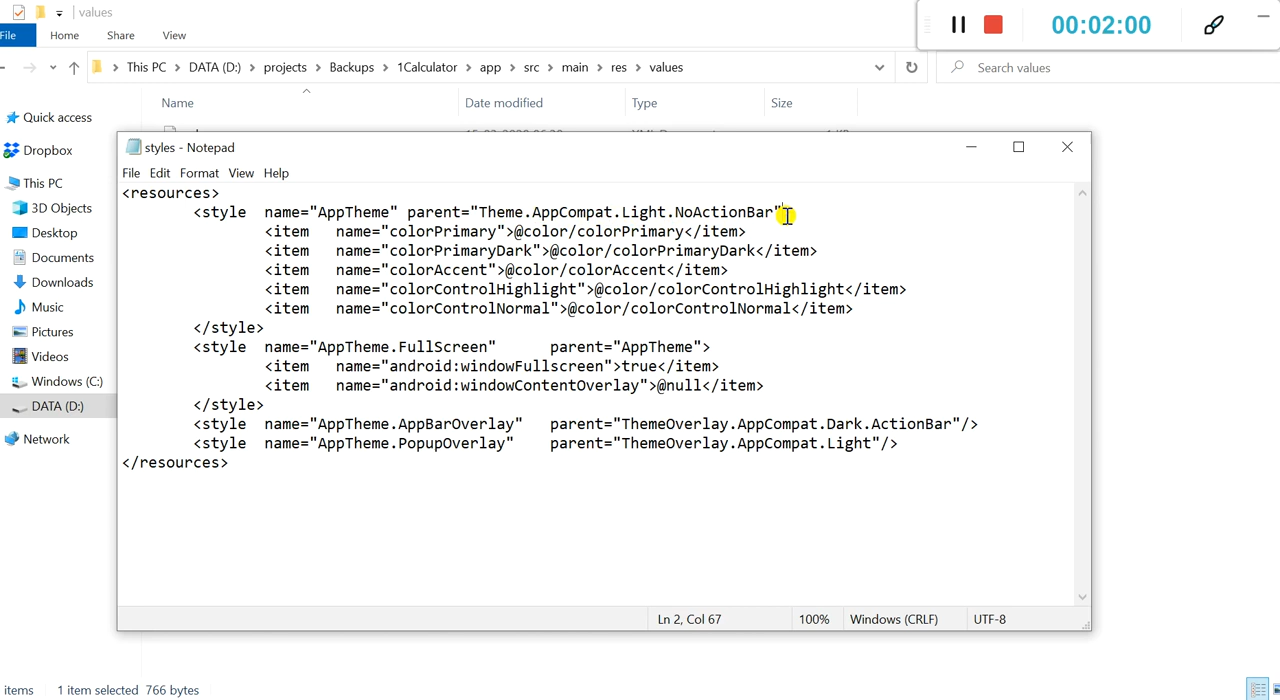 values
00:02:00
File Home Share View
This PC > DATA (D:) > projects > Backups > 1Calculator > app > src > main > res > values
Search values
Name Date modified Type Size
Quick access
Dropbox
This PC
3D Objects
Desktop
Documents
Downloads
Music
Pictures
Videos
Windows (C:)
DATA (D:)
Network
styles - Notepad
File Edit Format View Help
<resources>
<style name="AppTheme" parent="Theme.AppCompat.Light.NoActionBar"
<item name="colorPrimary">@color/colorPrimary</item>
<item name="colorPrimaryDark">@color/colorPrimaryDark</item>
<item name="colorAccent">@color/colorAccent</item>
<item name="colorControlHighlight">@color/colorControlHighlight</item>
<item name="colorControlNormal">@color/colorControlNormal</item>
</style>
<style name="AppTheme.FullScreen" parent="AppTheme">
<item name="android:windowFullscreen">true</item>
<item name="android:windowContentOverlay">@null</item>
</style>
<style name="AppTheme.AppBarOverlay" parent="ThemeOverlay.AppCompat.Dark.ActionBar"/>
<style name="AppTheme.PopupOverlay" parent="ThemeOverlay.AppCompat.Light"/>
</resources>
Ln 2, Col 67 100% Windows (CRLF) UTF-8
items 1 item selected 766 bytes